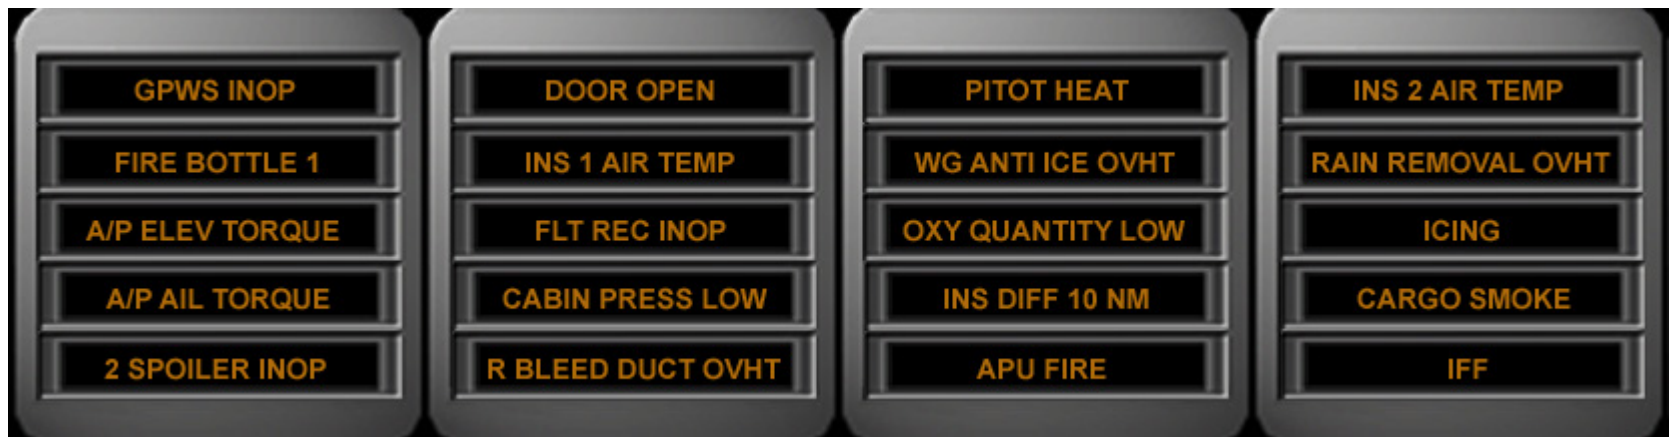 GPWS INOP
FIRE BOTTLE 1
A/P ELEV TORQUE
A/P AIL TORQUE
2 SPOILER INOP
DOOR OPEN
INS 1 AIR TEMP
FLT REC INOP
CABIN PRESS LOW
R BLEED DUCT OVHT
PITOT HEAT
WG ANTI ICE OVHT
OXY QUANTITY LOW
INS DIFF 10 NM
APU FIRE
INS 2 AIR TEMP
RAIN REMOVAL OVHT
ICING
CARGO SMOKE
IFF